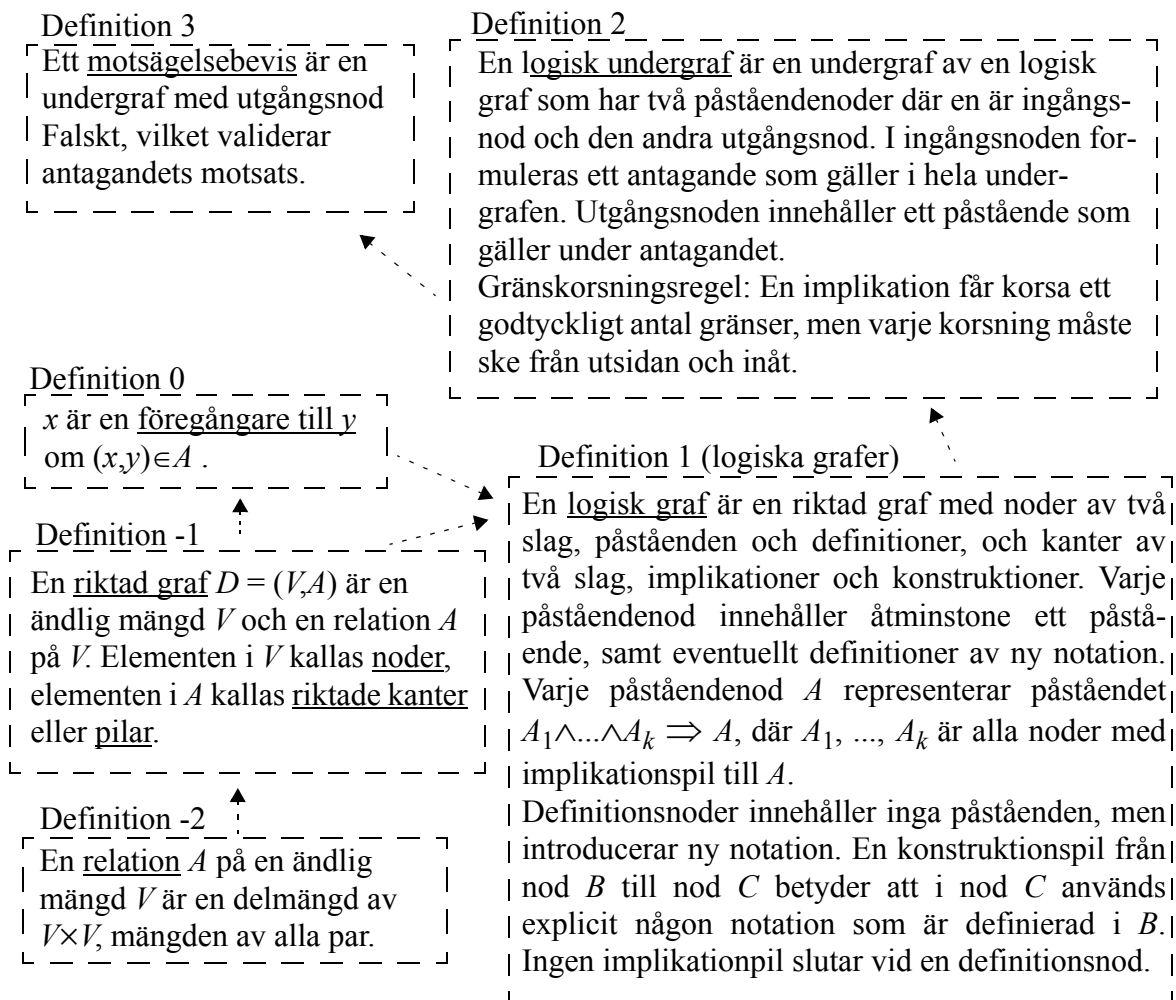 Definition 3
Ett motsägelsebevis är en
undergraf med utgångsnod
Falskt, vilket validerar
antagandets motsats.
Definition 2
En logisk undergraf är en undergraf av en logisk
graf som har två påståendenoder där en är ingångs-
nod och den andra utgångsnod. I ingångsnoden for-
muleras ett antagande som gäller i hela under-
grafen. Utgångsnoden innehåller ett påstående som
gäller under antagandet.
Gränskorsningsregel: En implikation får korsa ett
godtyckligt antal gränser, men varje korsning måste
ske från utsidan och inåt.
Definition 0
x är en föregångare till y
om (x,y)∈A .
Definition -1
En riktad graf D = (V,A) är en
ändlig mängd V och en relation A
på V. Elementen i V kallas noder,
elementen i A kallas riktade kanter
eller pilar.
Definition -2
En relation A på en ändlig
mängd V är en delmängd av
V×V, mängden av alla par.
Definition 1 (logiska grafer)
En logisk graf är en riktad graf med noder av två
slag, påståenden och definitioner, och kanter av
två slag, implikationer och konstruktioner. Varje
påståendenod innehåller åtminstone ett påstå-
ende, samt eventuellt definitioner av ny notation.
Varje påståendenod A representerar påståendet
A1∧...∧Ak ⟹ A, där A1, ..., Ak är alla noder med
implikationspil till A.
Definitionsnoder innehåller inga påståenden, men
introducerar ny notation. En konstruktionspil från
nod B till nod C betyder att i nod C används
explicit någon notation som är definierad i B.
Ingen implikationpil slutar vid en definitionsnod.